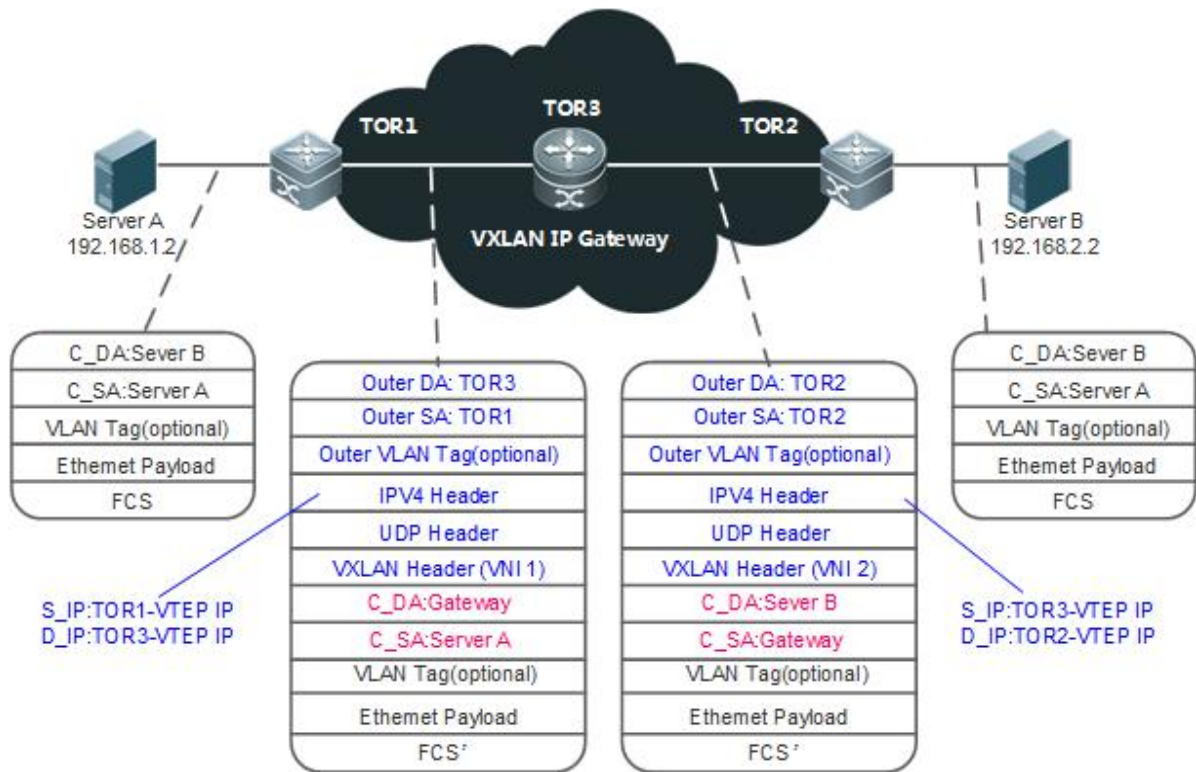 TOR3
TOR1
TOR2
VXLAN IP Gateway
Server A
192.168.1.2
Server B
192.168.2.2
C_DA:Sever B
C_SA:Server A
VLAN Tag(optional)
Ethemet Payload
FCS
Outer DA: TOR3
Outer SA: TOR1
Outer VLAN Tag(optional)
IPV4 Header
UDP Header
VXLAN Header (VNI 1)
C_DA:Gateway
C_SA:Server A
VLAN Tag(optional)
Ethemet Payload
FCS'
S_IP:TOR1-VTEP IP
D_IP:TOR3-VTEP IP
Outer DA: TOR2
Outer SA: TOR2
Outer VLAN Tag(optional)
IPV4 Header
UDP Header
VXLAN Header (VNI 2)
C_DA:Sever B
C_SA:Gateway
VLAN Tag(optional)
Ethemet Payload
FCS'
S_IP:TOR3-VTEP IP
D_IP:TOR2-VTEP IP
C_DA:Sever B
C_SA:Server A
VLAN Tag(optional)
Ethemet Payload
FCS